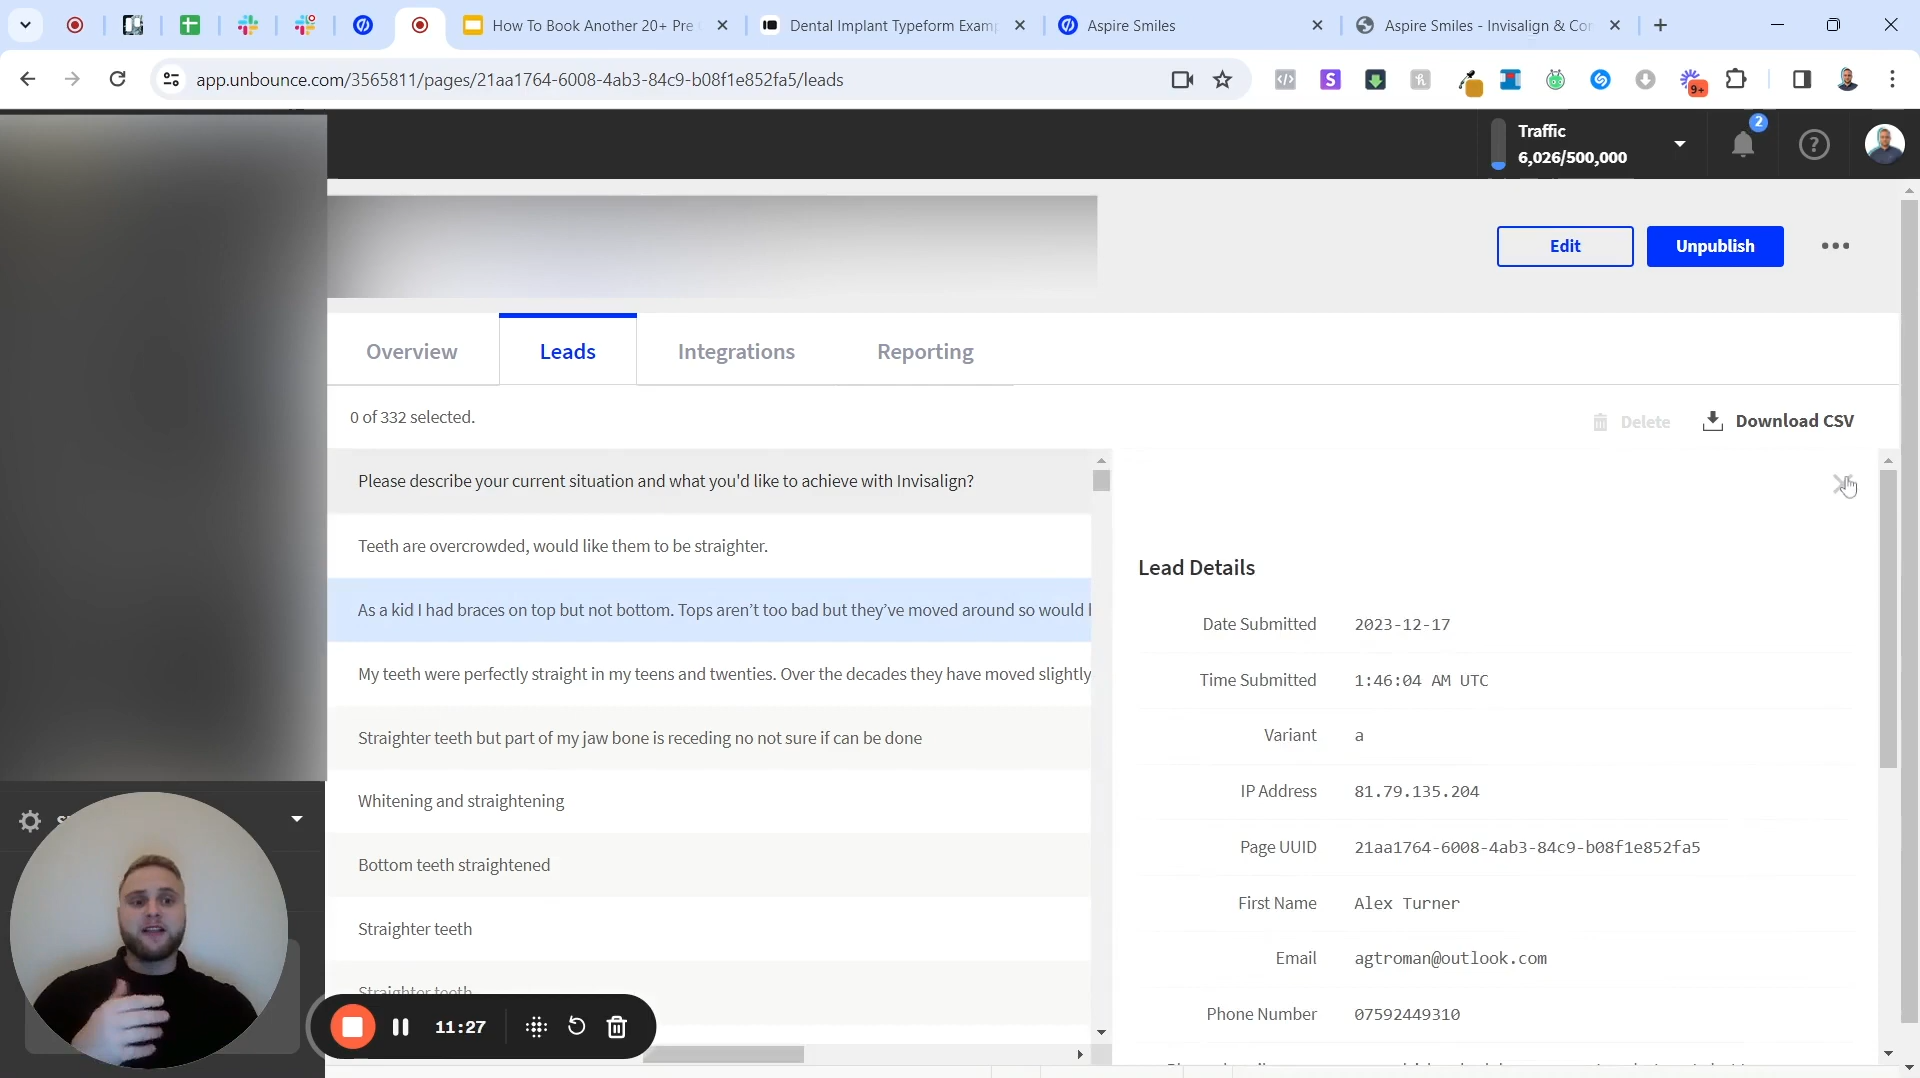 How To Book Another 20+ Pre
Dental Implant Typeform Examp
Aspire Smiles
Aspire Smiles - Invisalign & Co
app.unbounce.com/3565811/pages/21aa1764-6008-4ab3-84c9-b08f1e852fa5/leads
9+
Traffic
6,026/500,000
2
Edit
Unpublish
Overview
Leads
Integrations
Reporting
0 of 332 selected.
Delete
Download CSV
Please describe your current situation and what you'd like to achieve with Invisalign?
Teeth are overcrowded, would like them to be straighter.
As a kid I had braces on top but not bottom. Tops aren’t too bad but they’ve moved around so would
My teeth were perfectly straight in my teens and twenties. Over the decades they have moved slightly
Straighter teeth but part of my jaw bone is receding no not sure if can be done
Whitening and straightening
Bottom teeth straightened
Straighter teeth
Straighter teeth
Lead Details
Date Submitted 2023-12-17
Time Submitted 1:46:04 AM UTC
Variant a
IP Address 81.79.135.204
Page UUID 21aa1764-6008-4ab3-84c9-b08f1e852fa5
First Name Alex Turner
Email agtroman@outlook.com
Phone Number 07592449310
11:27